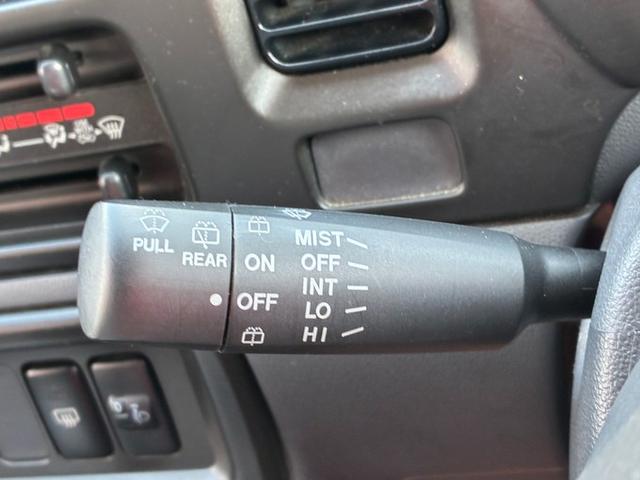 PULL
REAR
ON
OFF
MIST
OFF
INT
LO
HI